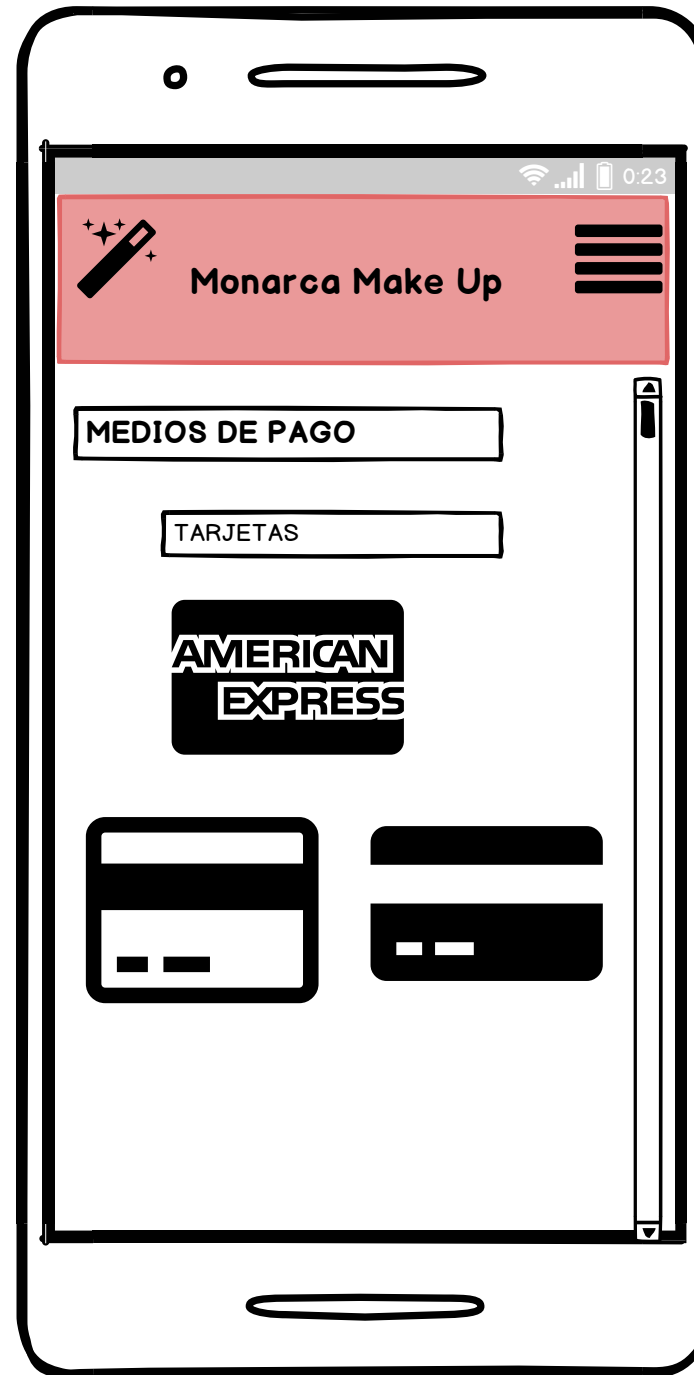 0:23
Monarca Make Up
MEDIOS DE PAGO
TARJETAS
AMERICAN
EXPRESS